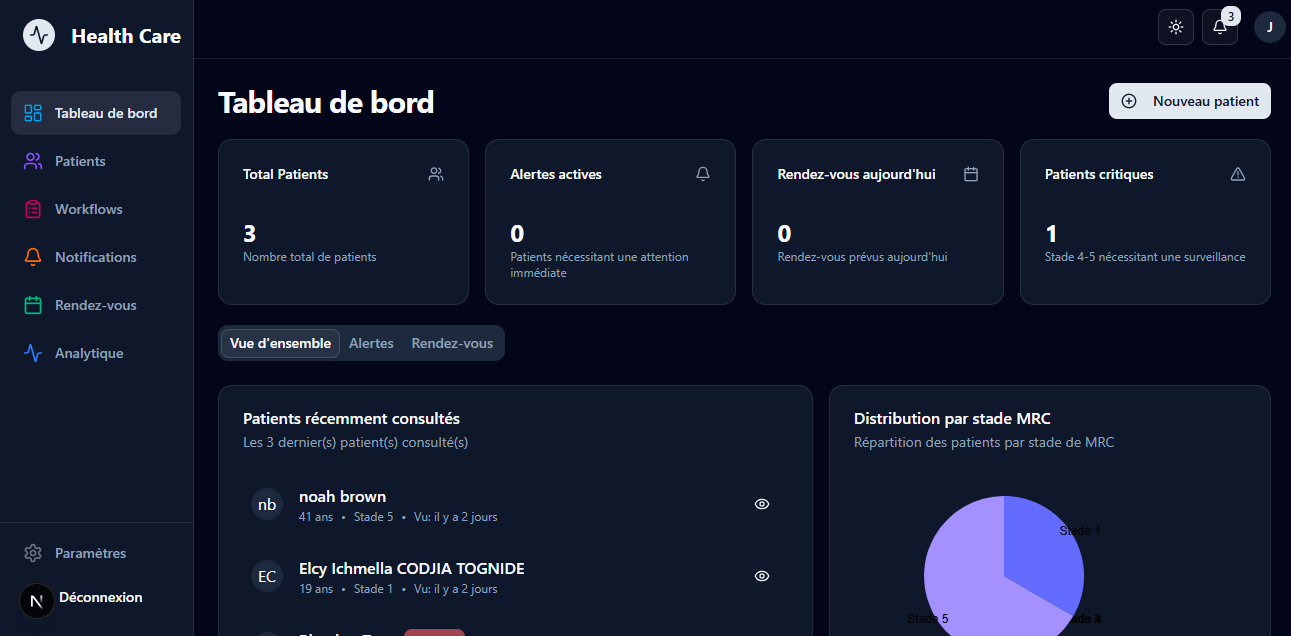 Health Care
3
J
Tableau de bord
Patients
Workflows
Notifications
Rendez-vous
Analytique
Paramètres
N
Déconnexion
Tableau de bord
Nouveau patient
Total Patients
3
Nombre total de patients
Alertes actives
0
Patients nécessitant une attention
immédiate
Rendez-vous aujourd'hui
0
Rendez-vous prévus aujourd'hui
Patients critiques
1
Stade 4-5 nécessitant une surveillance
Vue d'ensemble
Alertes
Rendez-vous
Patients récemment consultés
Les 3 dernier(s) patient(s) consulté(s)
nb
noah brown
41 ans • Stade 5 • Vu: il y a 2 jours
EC
Elcy Ichmella CODJIA TOGNIDE
19 ans • Stade 1 • Vu: il y a 2 jours
Distribution par stade MRC
Répartition des patients par stade de MRC
Stade 1
Stade 5